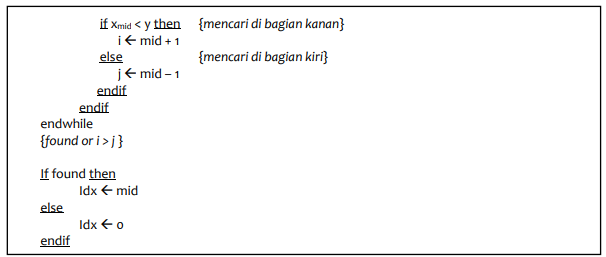 if xmid < y then {mencari di bagian kanan}
i ← mid + 1
else {mencari di bagian kiri}
j ← mid – 1
endif
endif
endwhile
{found or i > j }
If found then
Idx ← mid
else
Idx ← 0
endif